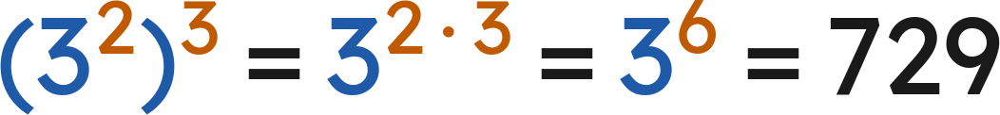 (3²)³ = 3²˙³ = 3⁶ = 729